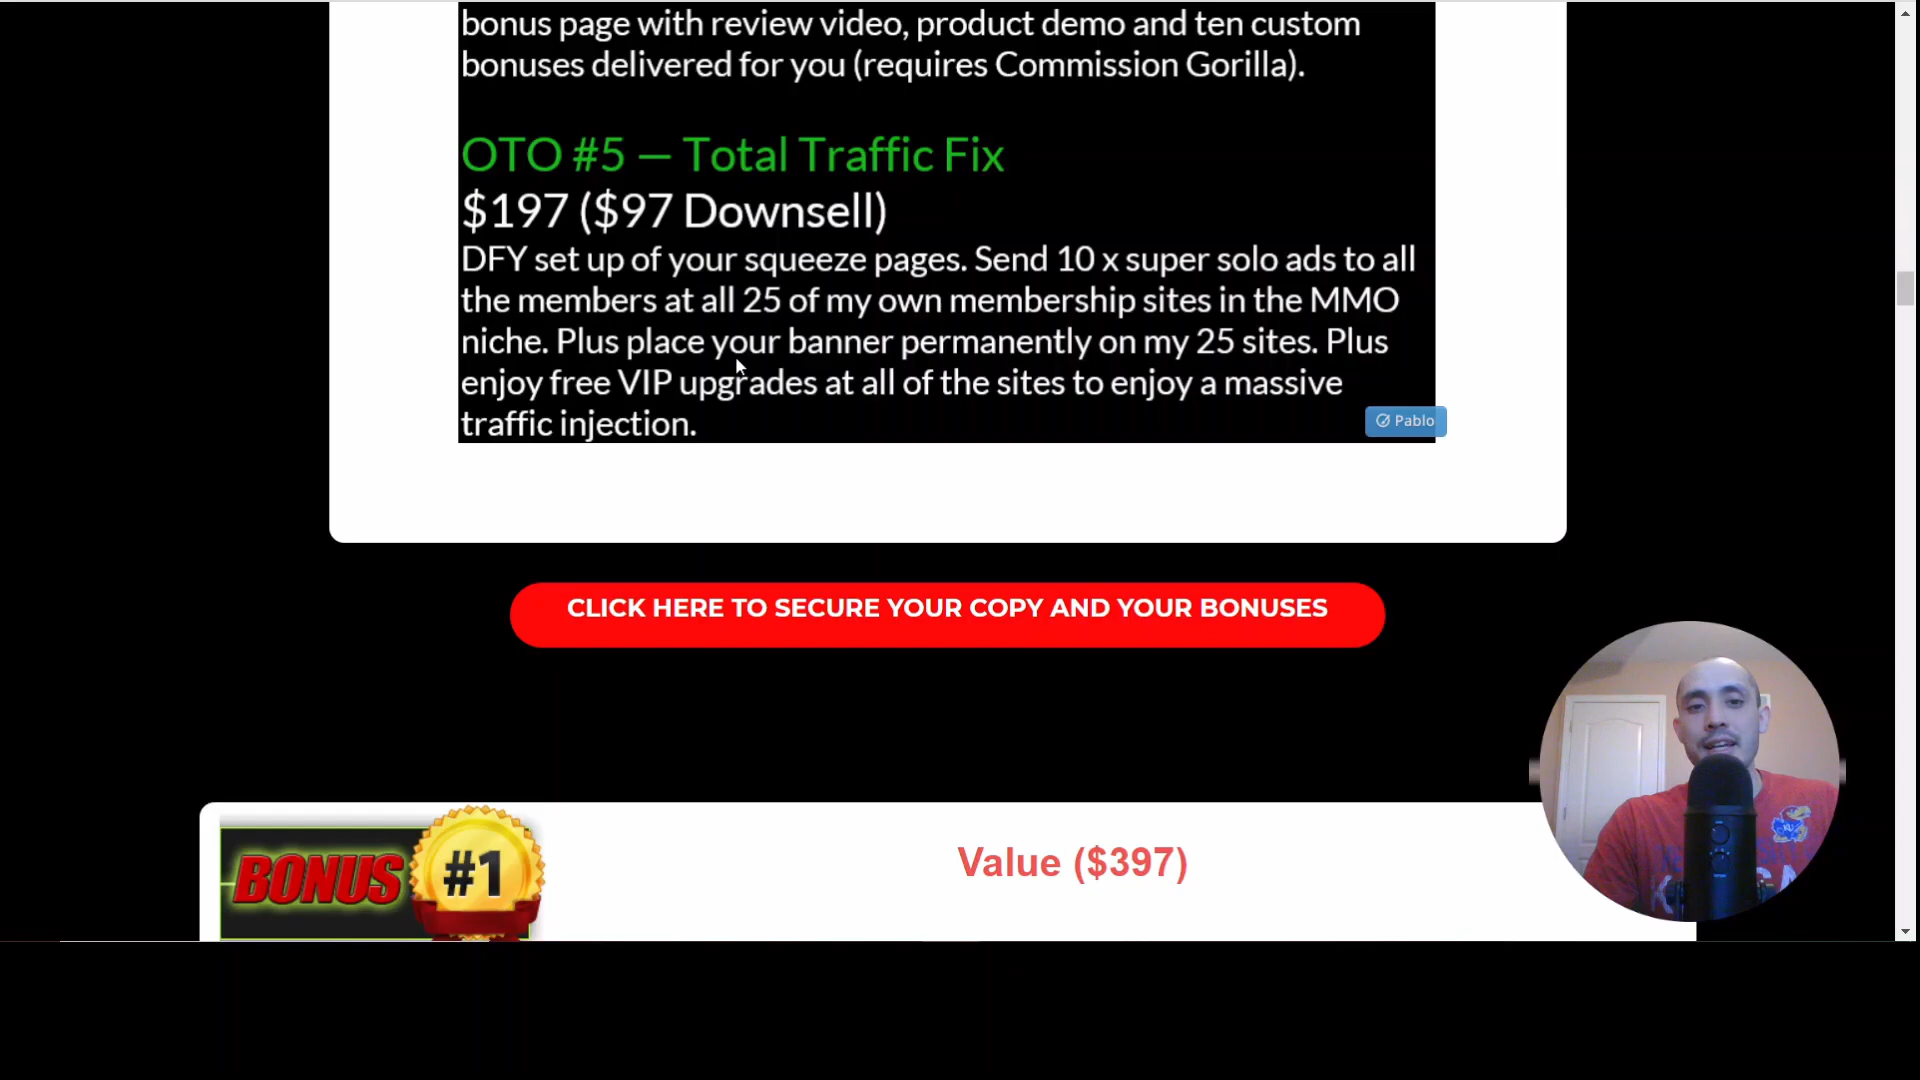 bonus page with review video, product demo and ten custom
bonuses delivered for you (requires Commission Gorilla).
OTO #5 — Total Traffic Fix
$197 ($97 Downsell)
DFY set up of your squeeze pages. Send 10 x super solo ads to all
the members at all 25 of my own membership sites in the MMO
niche. Plus place your banner permanently on my 25 sites. Plus
enjoy free VIP upgrades at all of the sites to enjoy a massive
traffic injection.
Pablo
CLICK HERE TO SECURE YOUR COPY AND YOUR BONUSES
BONUS #1
Value ($397)